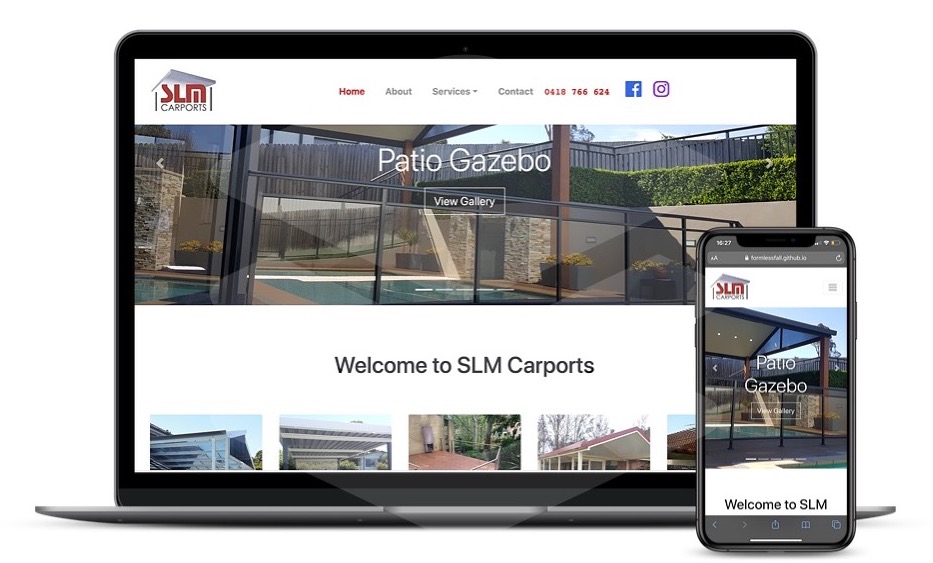 SLM
CARPORTS
Home About Services Contact 0418 766 624
Patio Gazebo
View Gallery
Welcome to SLM Carports
16:27
AA formlessfall.github.io
SLM
CARPORTS
Patio
Gazebo
View Gallery
Welcome to SLM